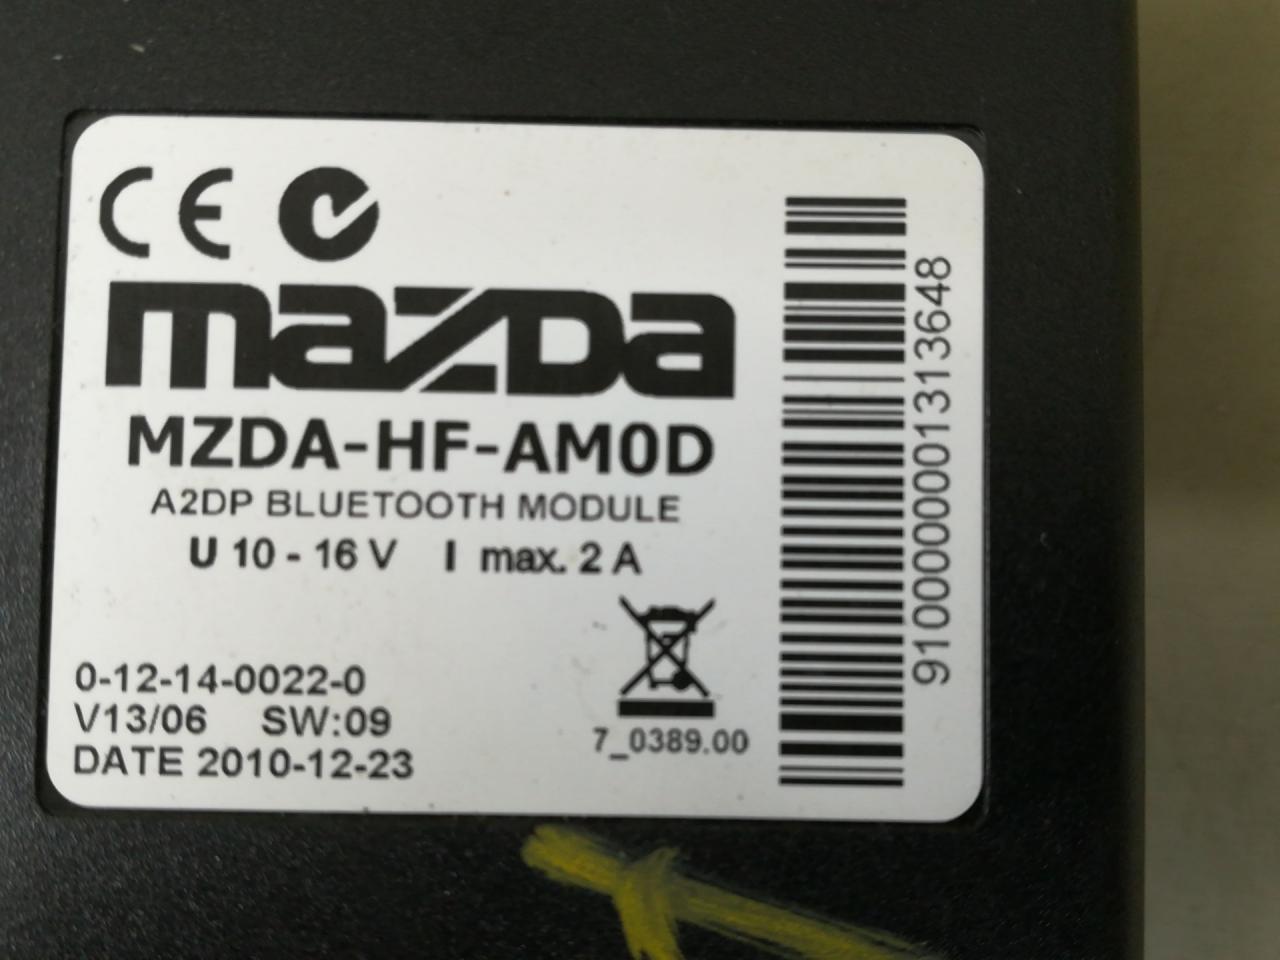 CE
mazda
MZDA-HF-AM0D
A2DP BLUETOOTH MODULE
U 10 - 16 V I max. 2 A
0-12-14-0022-0
V13/06 SW:09
DATE 2010-12-23
7_0389.00
910000000131313648